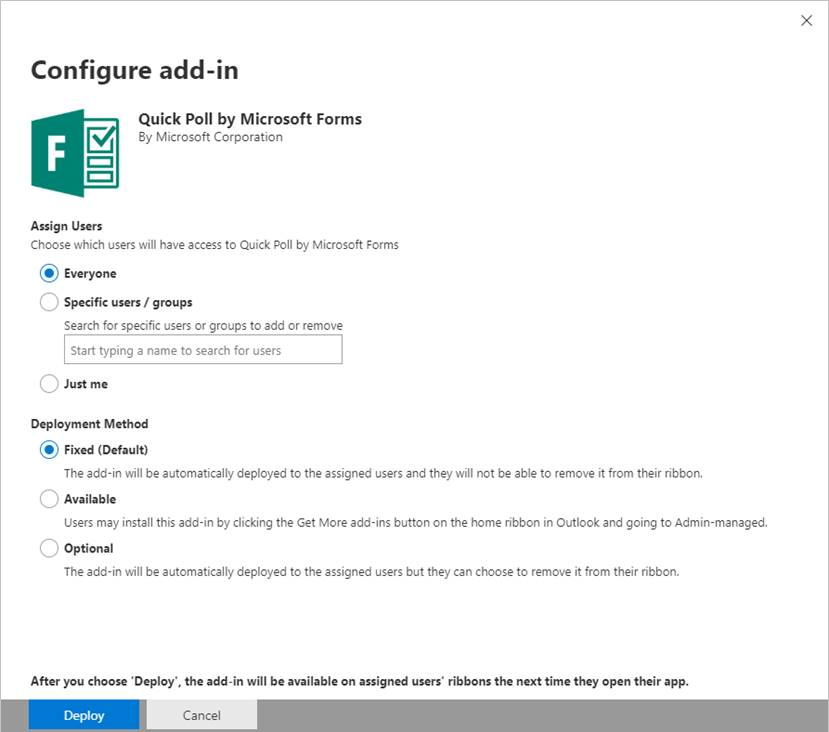 Configure add-in
F
Quick Poll by Microsoft Forms
By Microsoft Corporation
Assign Users
Choose which users will have access to Quick Poll by Microsoft Forms
Everyone
Specific users / groups
Search for specific users or groups to add or remove
Start typing a name to search for users
Just me
Deployment Method
Fixed (Default)
The add-in will be automatically deployed to the assigned users and they will not be able to remove it from their ribbon.
Available
Users may install this add-in by clicking the Get More add-ins button on the home ribbon in Outlook and going to Admin-managed.
Optional
The add-in will be automatically deployed to the assigned users but they can choose to remove it from their ribbon.
After you choose 'Deploy', the add-in will be available on assigned users' ribbons the next time they open their app.
Deploy
Cancel